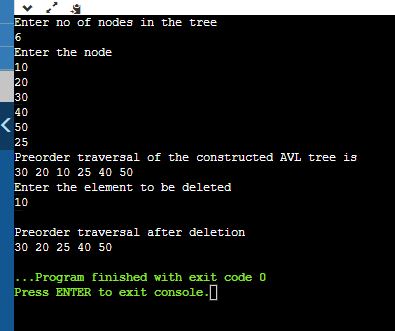 Enter no of nodes in the tree
6
Enter the node
10
20
30
40
50
25
Preorder traversal of the constructed AVL tree is
30 20 10 25 40 50
Enter the element to be deleted
10
Preorder traversal after deletion
30 20 25 40 50
...Program finished with exit code 0
Press ENTER to exit console.